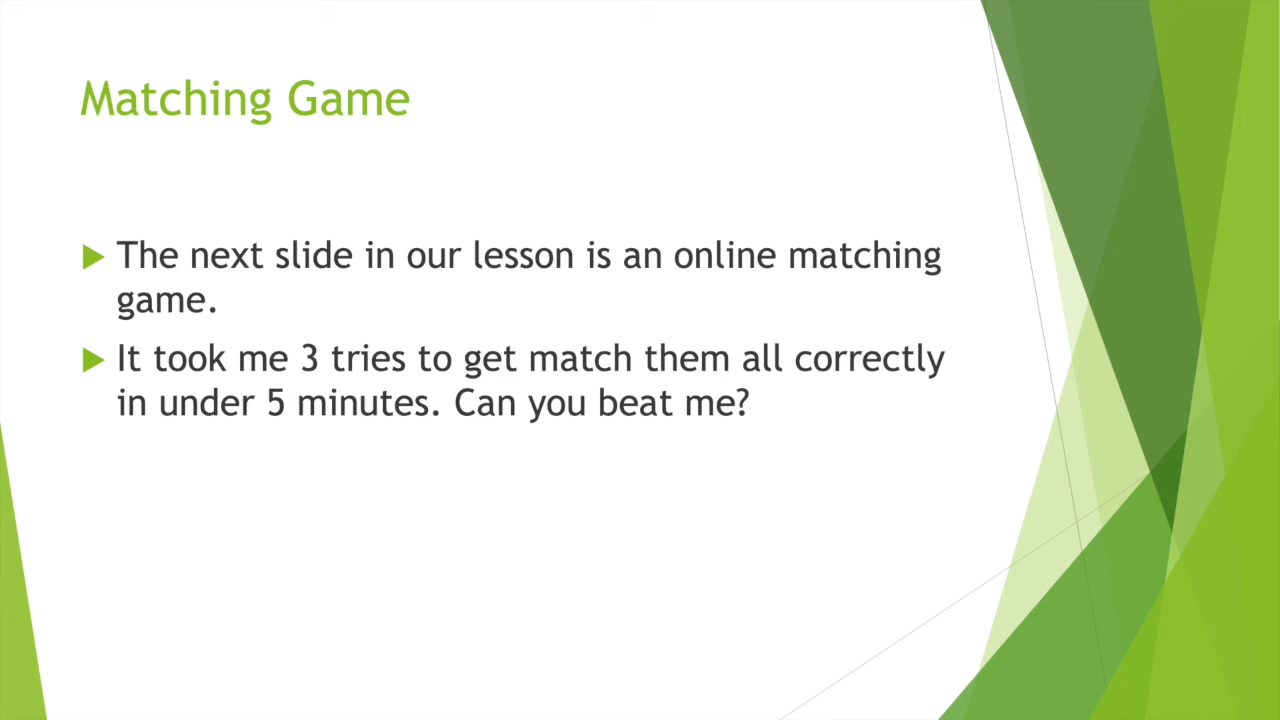 Matching Game
The next slide in our lesson is an online matching
game.
It took me 3 tries to get match them all correctly
in under 5 minutes. Can you beat me?